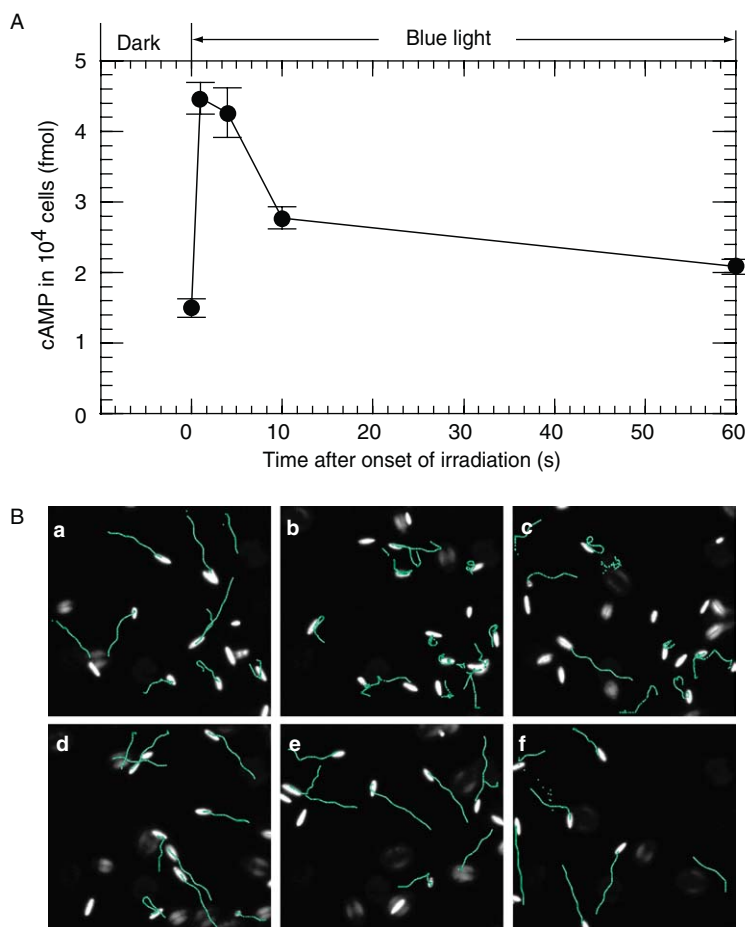 A
Dark
Blue light
cAMP in 10⁴ cells (fmol)
5
4
3
2
1
0
0 10 20 30 40 50 60
Time after onset of irradiation (s)
B
a b c
d e f